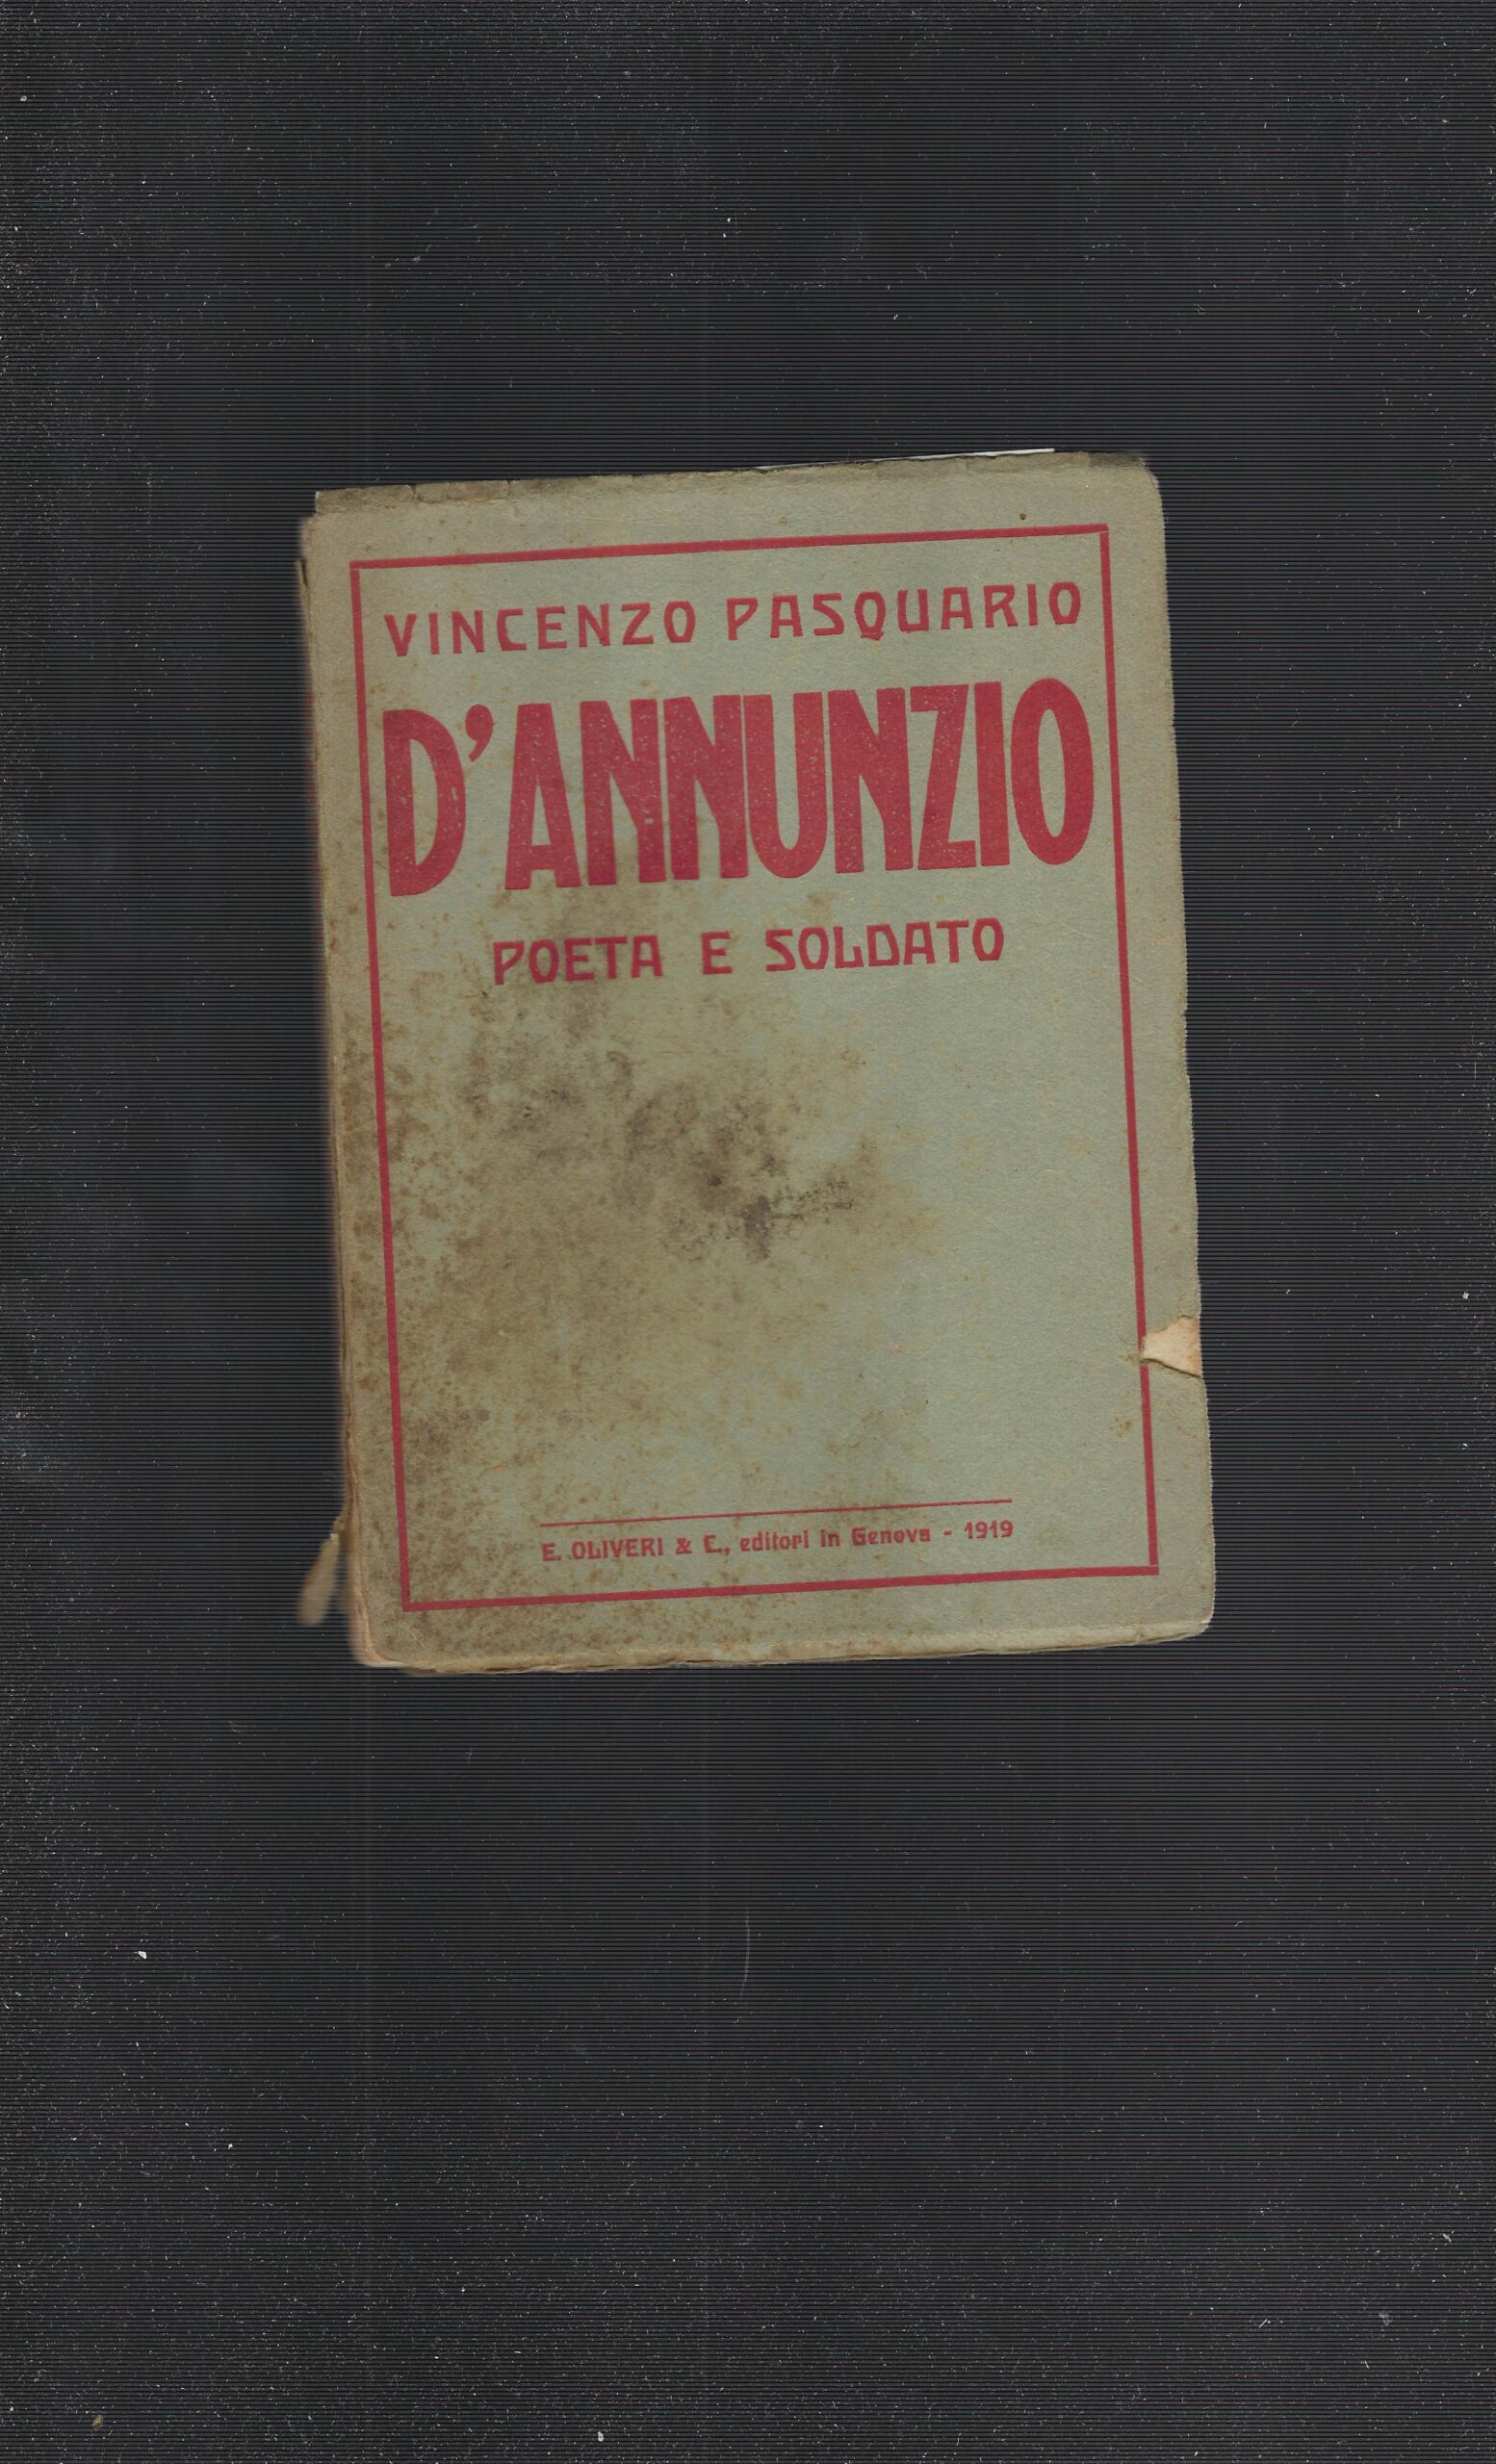 VINCENZO PASQUARIO
D'ANNUNZIO
POETA E SOLDATO
E. OLIVERI & C., editori in Genova - 1919